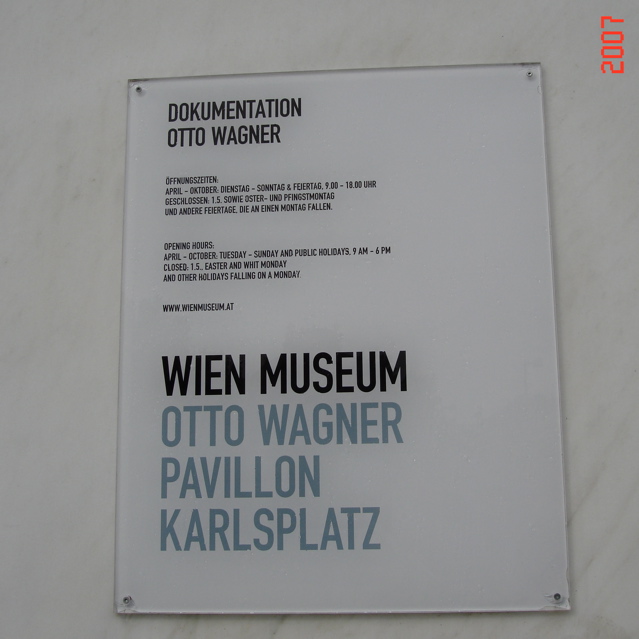 2007
DOKUMENTATION
OTTO WAGNER
ÖFFNUNGSZEITEN:
APRIL – OKTOBER: DIENSTAG – SONNTAG & FEIERTAG, 9.00 – 18.00 UHR
GESCHLOSSEN: 1.5. SOWIE OSTER- UND PFINGSTMONTAG
UND ANDERE FEIERTAGE, DIE AN EINEN MONTAG FALLEN.
OPENING HOURS:
APRIL – OCTOBER: TUESDAY – SUNDAY AND PUBLIC HOLIDAYS, 9 AM – 6 PM
CLOSED: 1.5., EASTER AND WHIT MONDAY
AND OTHER HOLIDAYS FALLING ON A MONDAY.
WWW.WIENMUSEUM.AT
WIEN MUSEUM
OTTO WAGNER
PAVILLON
KARLSPLATZ